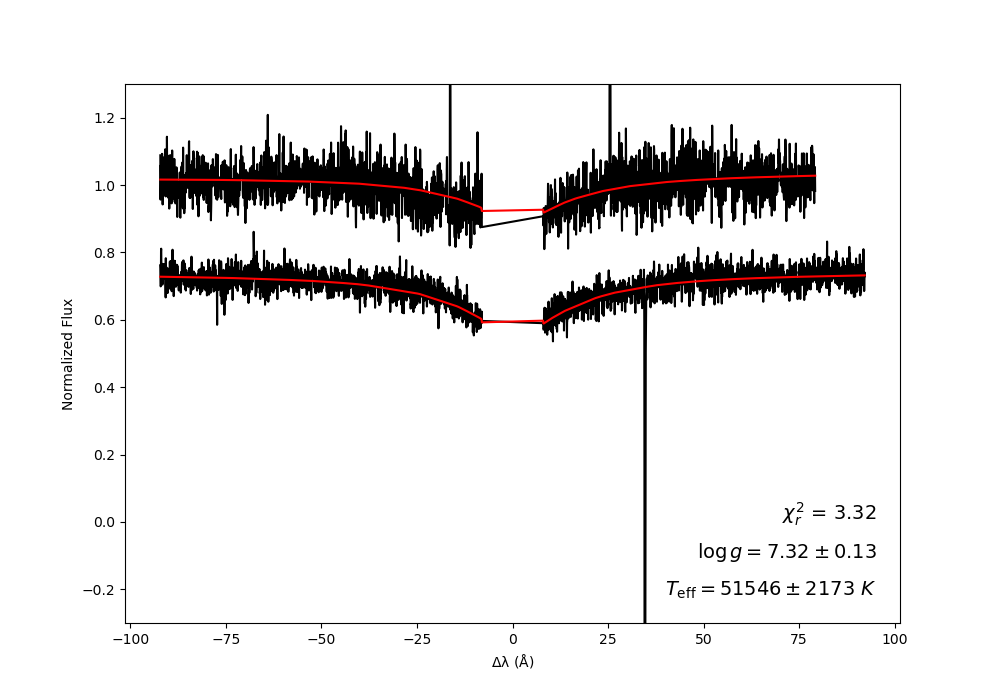 1.2
1.0
0.8
0.6
0.4
0.2
0.0
−0.2
Normalized Flux
χ²ᵣ = 3.32
log g = 7.32 ± 0.13
T_eff = 51546 ± 2173 K
−100 −75 −50 −25 0 25 50 75 100
Δλ (Å)